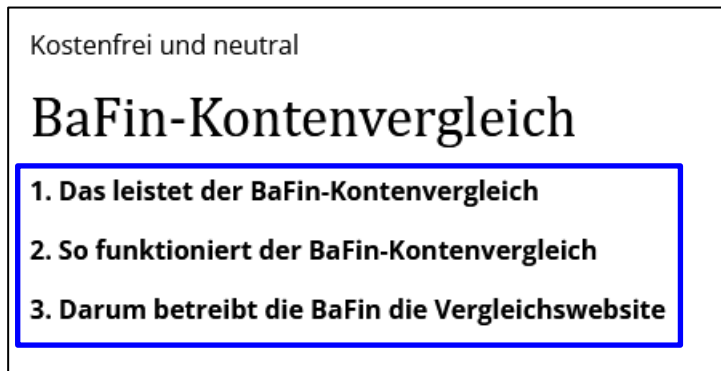 Kostenfrei und neutral
BaFin-Kontenvergleich
1. Das leistet der BaFin-Kontenvergleich
2. So funktioniert der BaFin-Kontenvergleich
3. Darum betreibt die BaFin die Vergleichswebsite